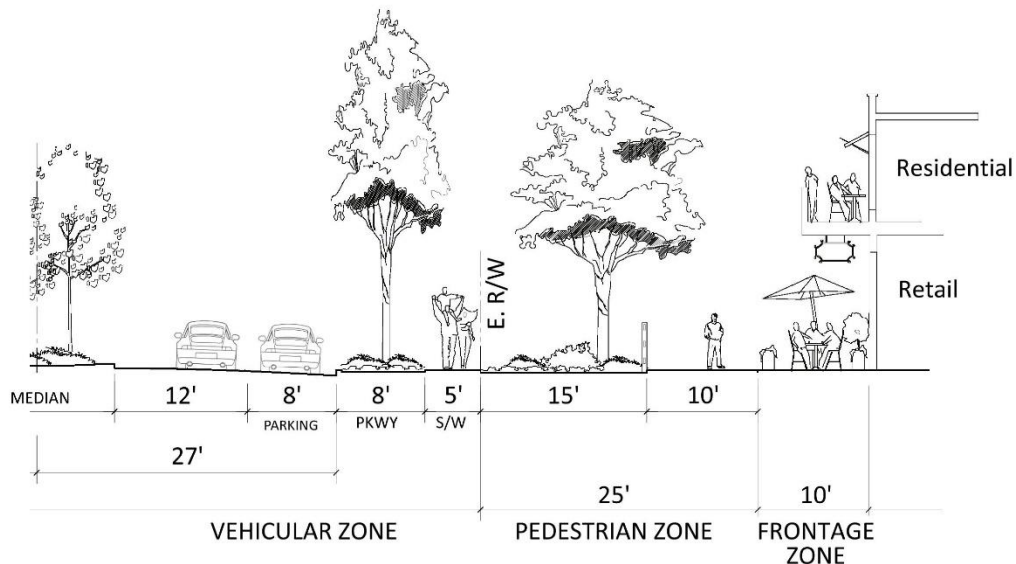 Residential
Retail
E. R/W
MEDIAN
12'
8'
8'
5'
15'
10'
PARKING
PKWY
S/W
27'
25'
10'
VEHICULAR ZONE
PEDESTRIAN ZONE
FRONTAGE
ZONE